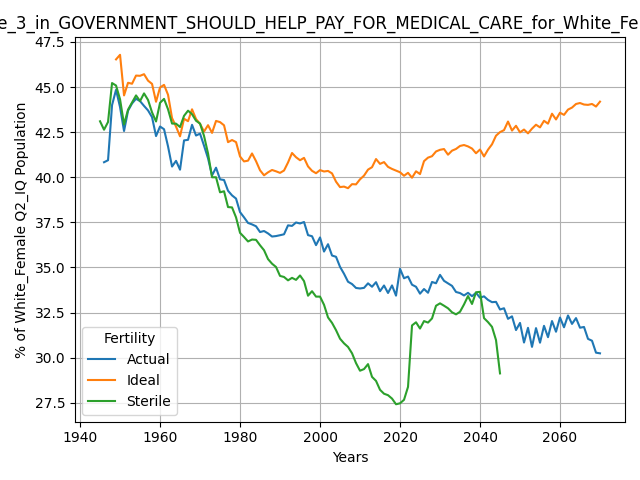 e_3_in_GOVERNMENT_SHOULD_HELP_PAY_FOR_MEDICAL_CARE_for_White_Fe
% of White_Female Q2_IQ Population
47.5
45.0
42.5
40.0
37.5
35.0
32.5
30.0
27.5
Fertility
Actual
Ideal
Sterile
1940
1960
1980
2000
2020
2040
2060
Years